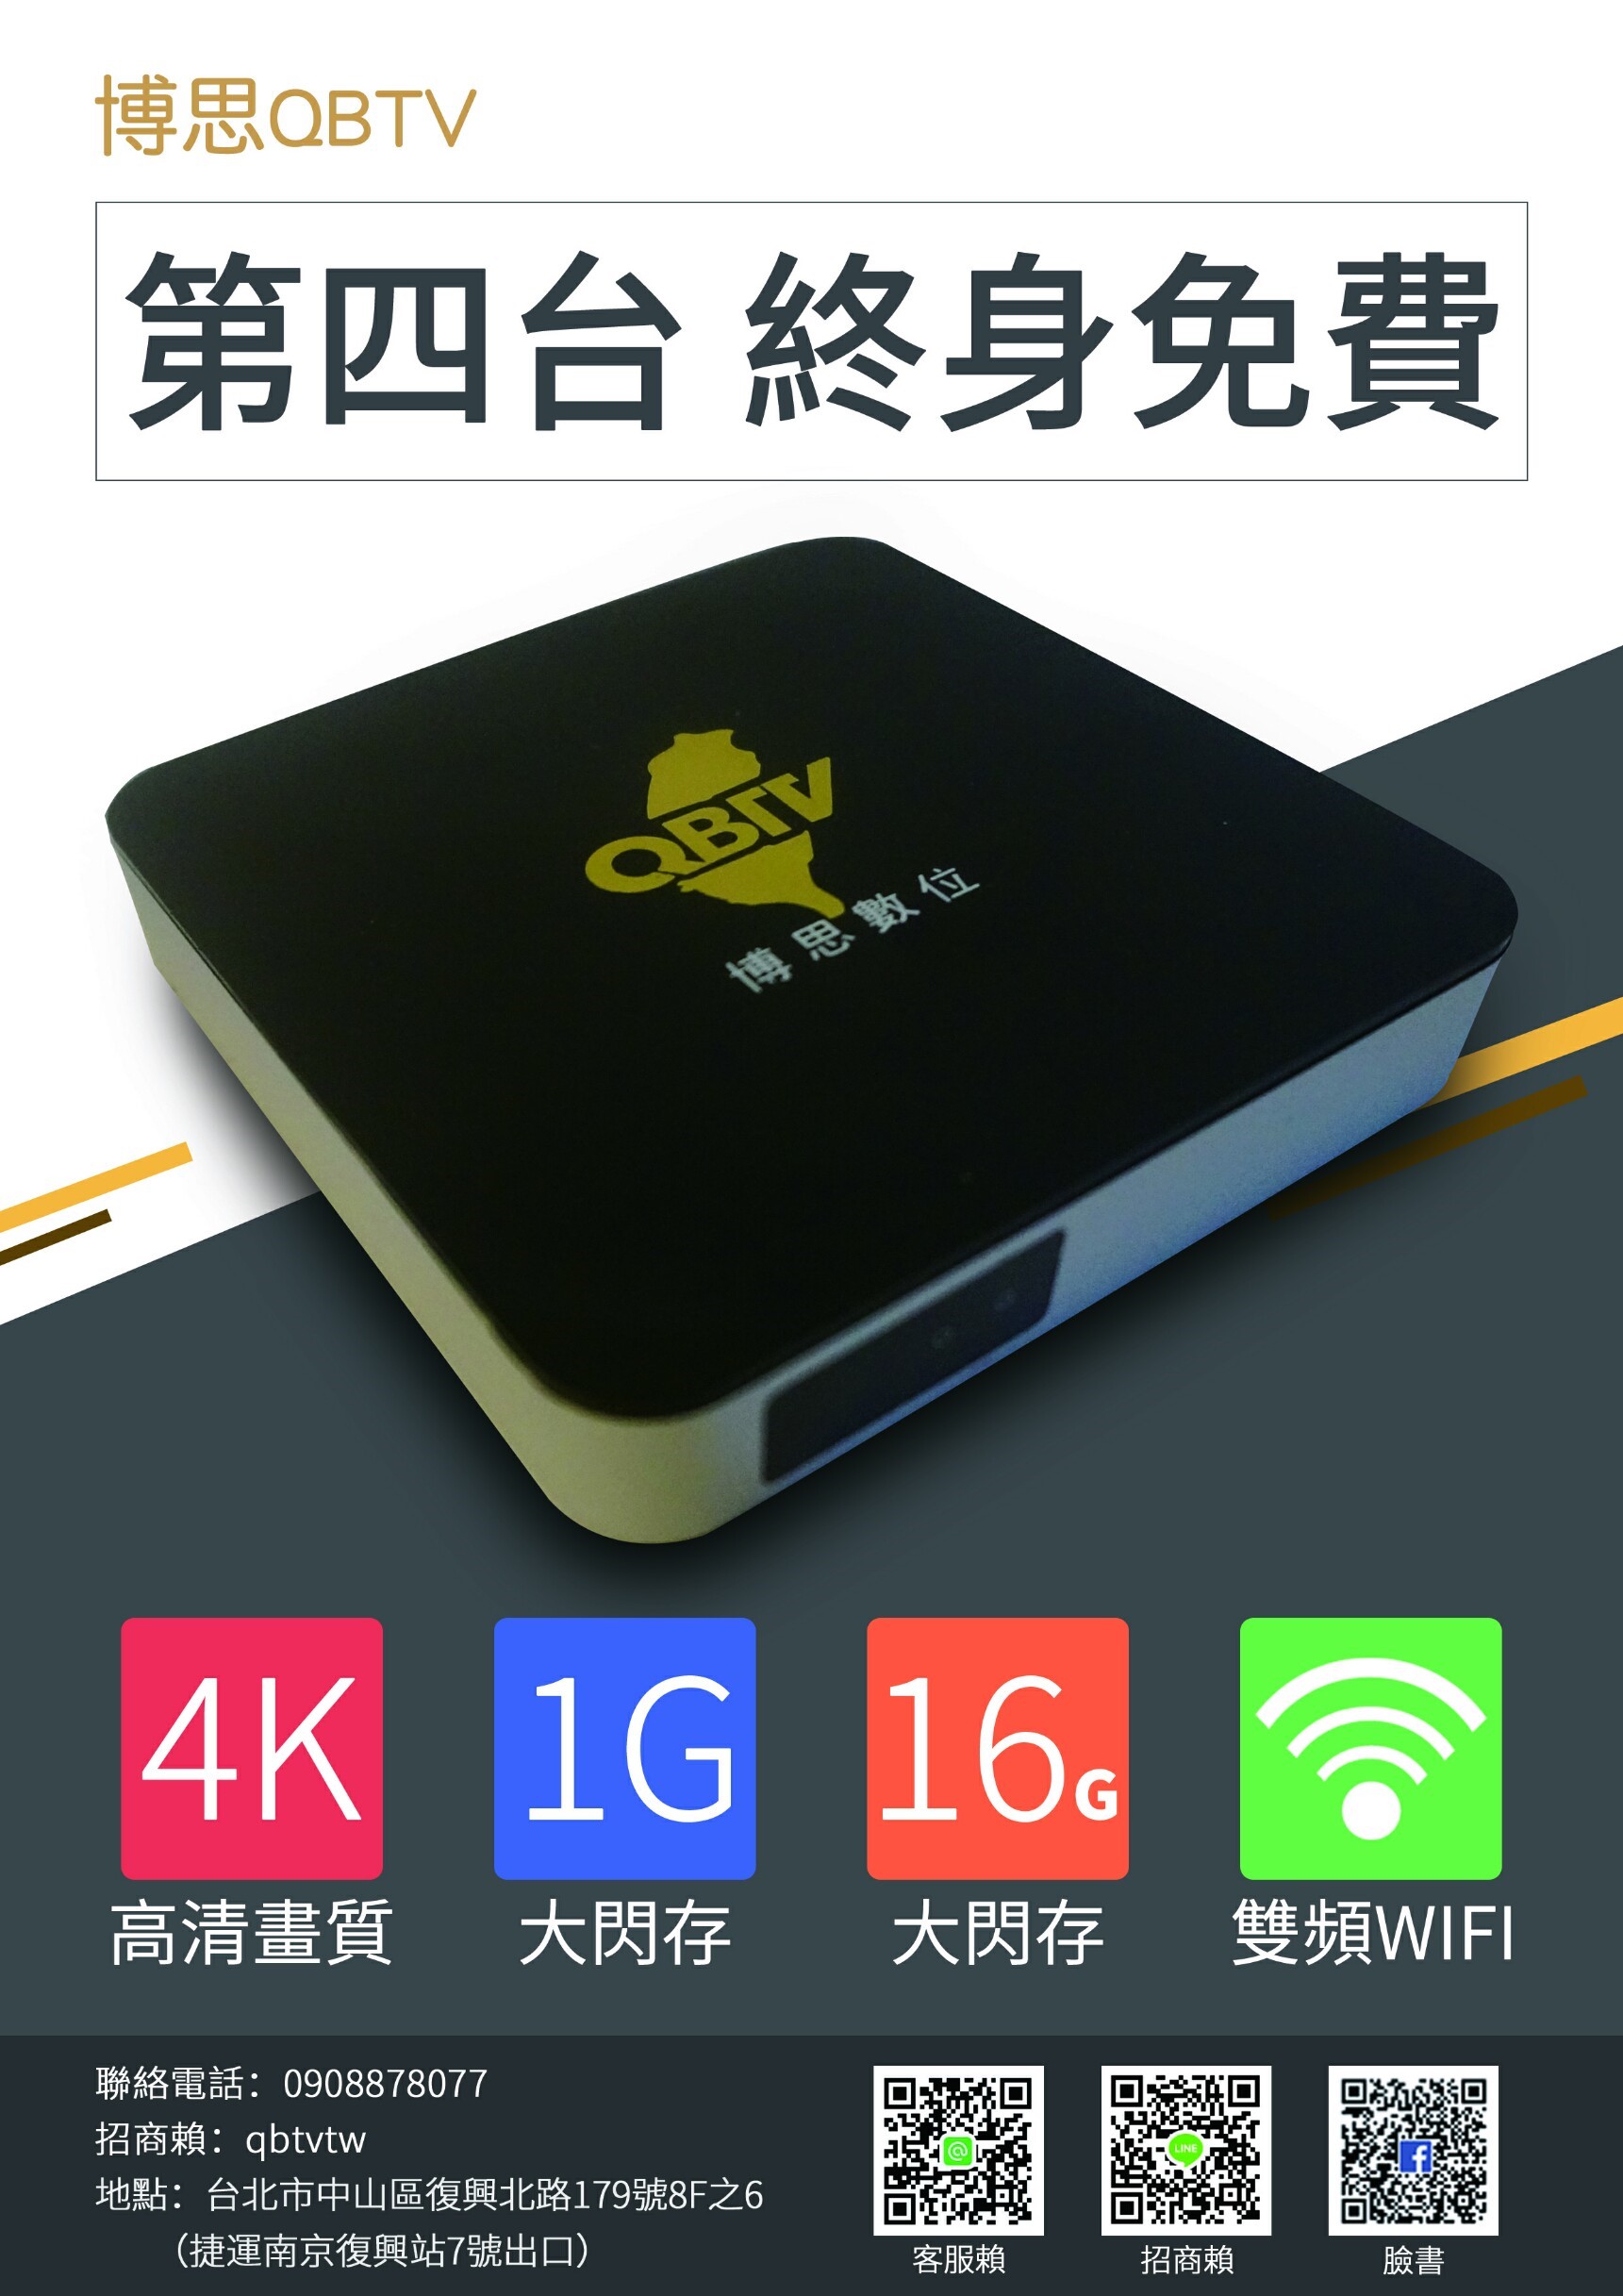 博思QBTV
第四台 終身免費
QBTV
博思數位
4K
1G
16G
高清畫質
大閃存
大閃存
雙頻WIFI
聯絡電話：0908878077
招商賴：qbtvtw
地點：台北市中山區復興北路179號8F之6
（捷運南京復興站7號出口）
@
LINE
f
客服賴
招商賴
臉書